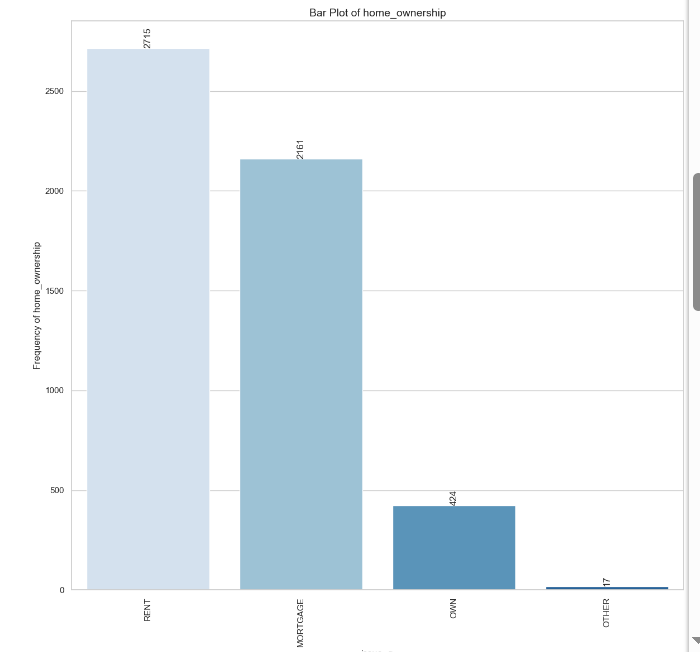 Bar Plot of home_ownership
2715
2161
424
17
2500
2000
1500
1000
500
0
Frequency of home_ownership
RENT
MORTGAGE
OWN
OTHER